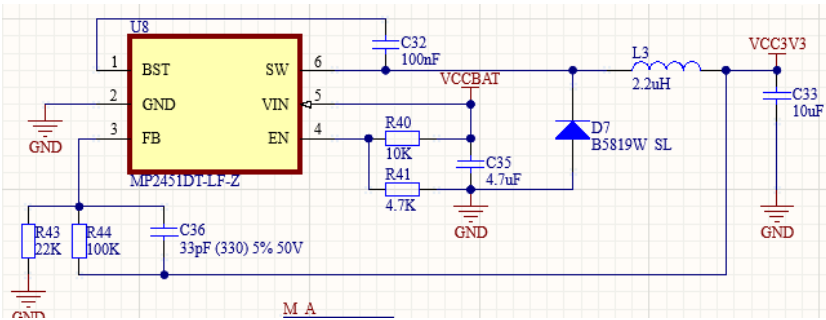 U8
1 BST SW 6
C32
100nF
L3
2.2uH
VCC3V3
VCCBAT
2 GND VIN 5
C33
10uF
GND
3 FB EN 4
R40
10K
D7
B5819W SL
C35
4.7uF
R41
4.7K
MP2451DT-LF-Z
GND
GND
R43
22K
R44
100K
C36
33pF (330) 5% 50V
GND
M A